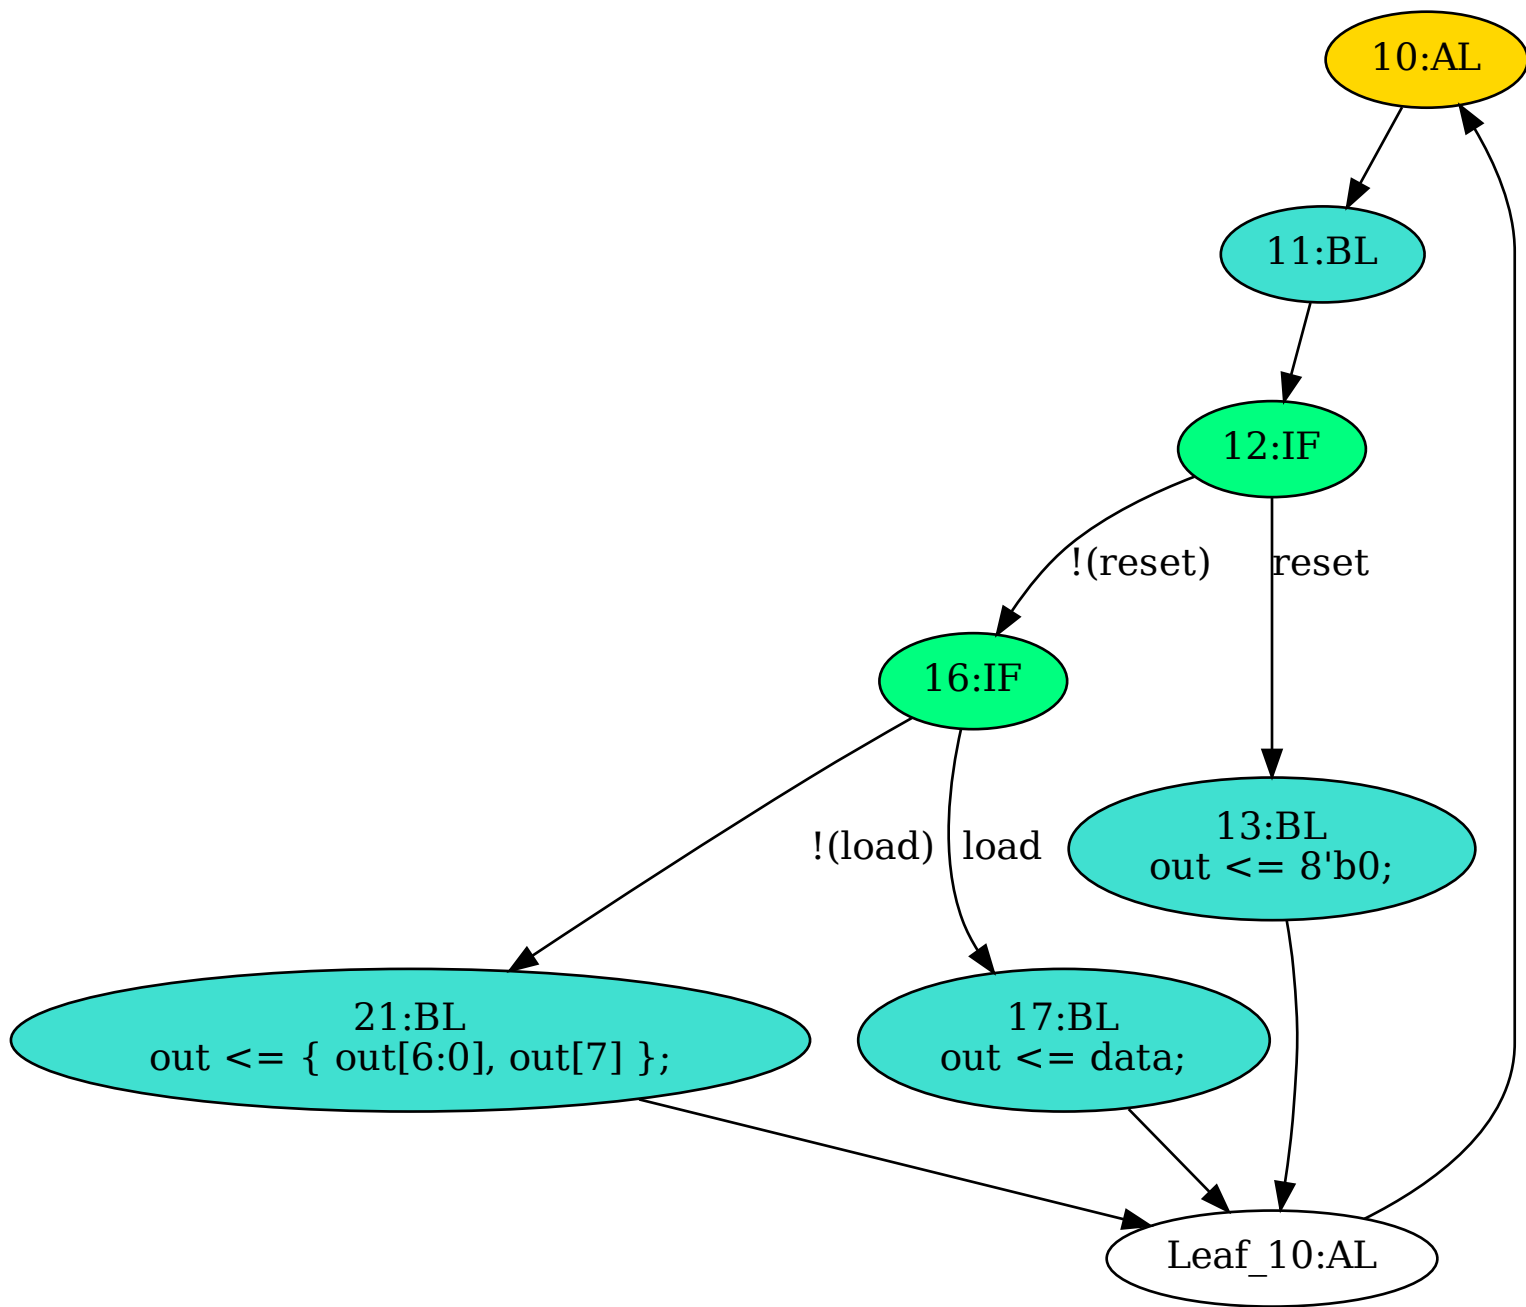 10:AL
11:BL
12:IF
!(reset)
reset
16:IF
!(load)
load
13:BL
out <= 8'b0;
21:BL
out <= { out[6:0], out[7] };
17:BL
out <= data;
Leaf_10:AL